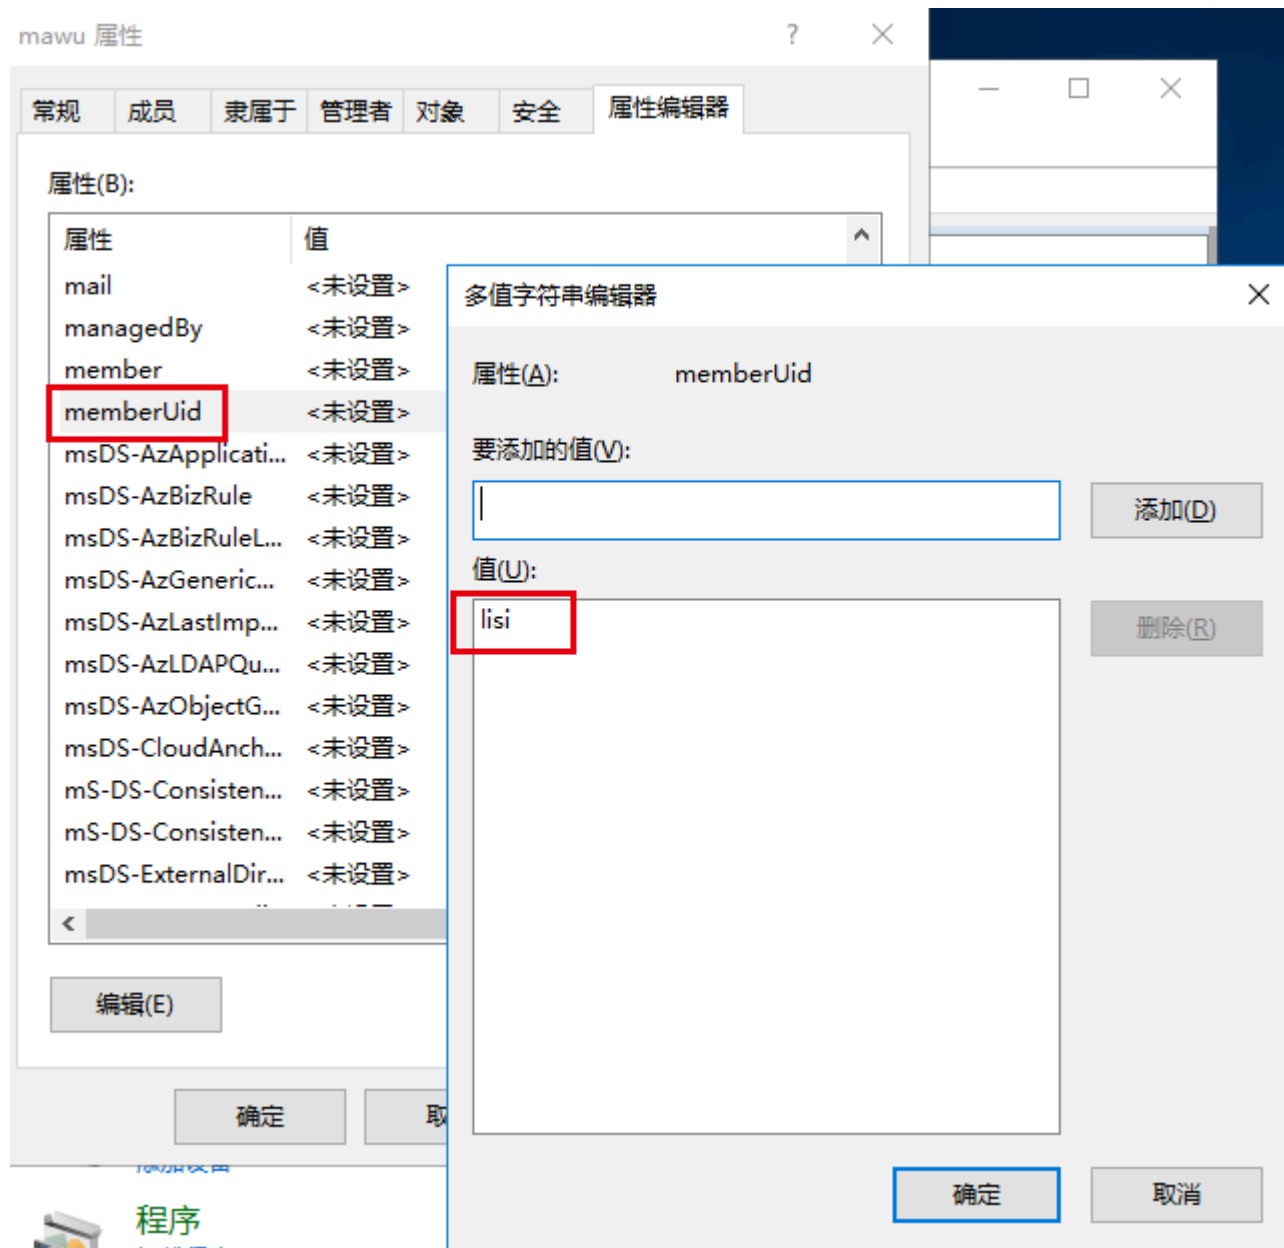 mawu 属性
常规 成员 隶属于 管理者 对象 安全 属性编辑器
属性(B):
属性 值
mail <未设置>
managedBy <未设置>
member <未设置>
memberUid <未设置>
msDS-AzApplicati... <未设置>
msDS-AzBizRule <未设置>
msDS-AzBizRuleL... <未设置>
msDS-AzGeneric... <未设置>
msDS-AzLastImp... <未设置>
msDS-AzLDAPQu... <未设置>
msDS-AzObjectG... <未设置>
msDS-CloudAnch... <未设置>
mS-DS-Consisten... <未设置>
mS-DS-Consisten... <未设置>
msDS-ExternalDir... <未设置>
编辑(E)
确定
多值字符串编辑器
属性(A): memberUid
要添加的值(V):
添加(D)
值(U):
lisi
删除(R)
确定 取消
程序